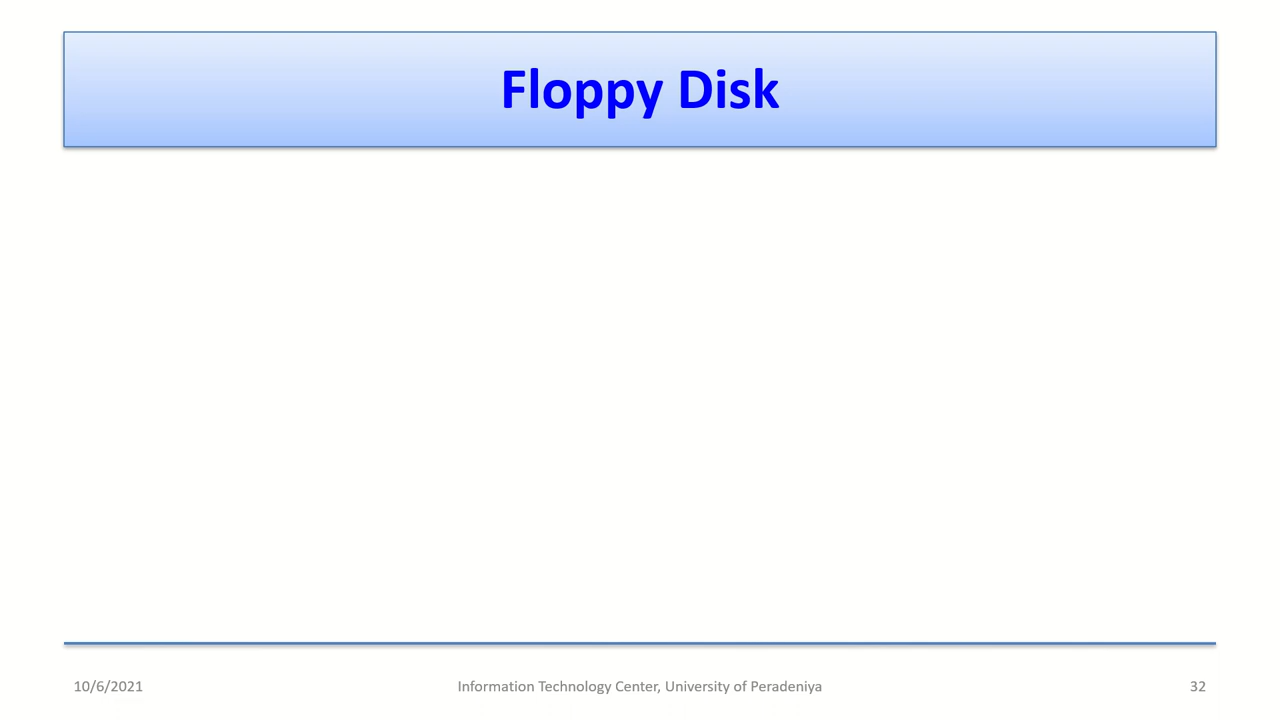 Floppy Disk
10/6/2021
Information Technology Center, University of Peradeniya
32